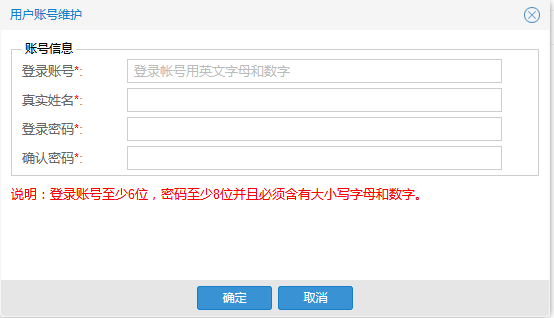 用户账号维护
账号信息
登录账号*:
登录帐号用英文字母和数字
真实姓名*:
登录密码*:
确认密码*:
说明：登录账号至少6位，密码至少8位并且必须含有大小写字母和数字。
确定 取消